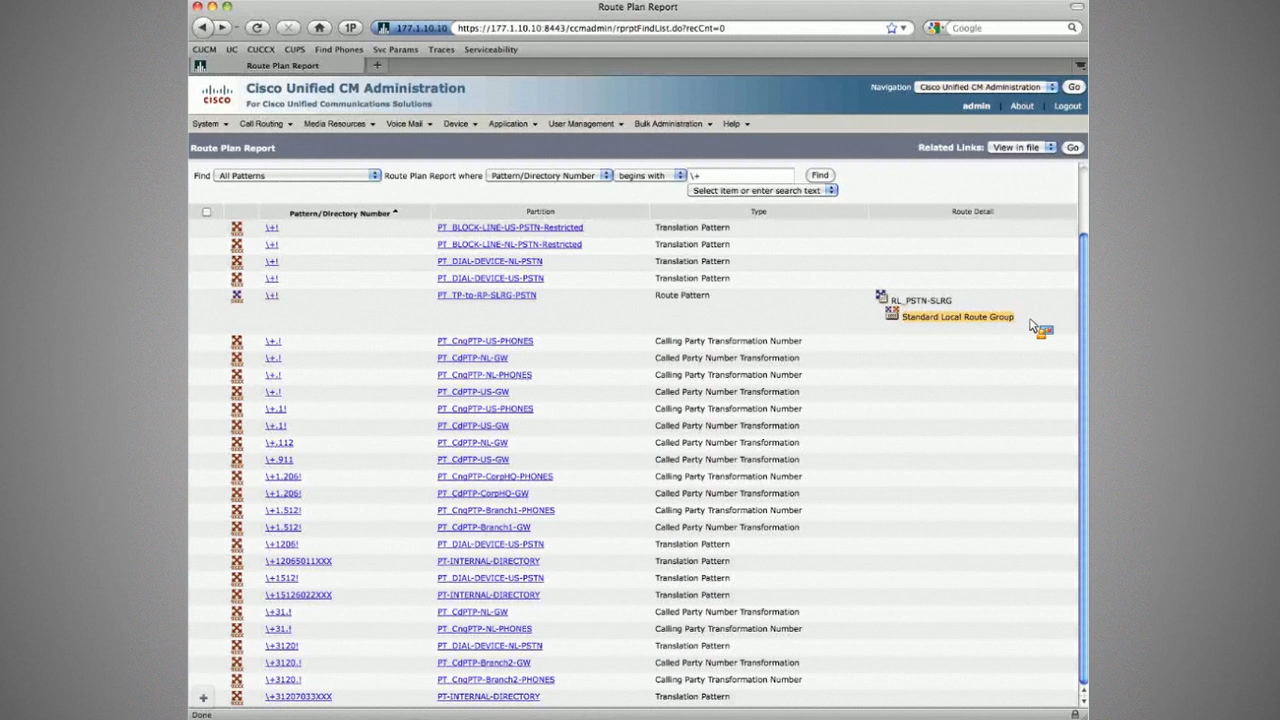 Route Plan Report
1P 177.1.10.10 https://177.1.10.10:8443/ccmadmin/rprptFindList.do?recCnt=0 Google
CUCM UC CUCCX CUPS Find Phones Svc Params Traces Serviceability
Route Plan Report +
CISCO Cisco Unified CM Administration Navigation Cisco Unified CM Administration Go
For Cisco Unified Communications Solutions admin About Logout
System Call Routing Media Resources Voice Mail Device Application User Management Bulk Administration Help
Route Plan Report Related Links: View in file Go
Find All Patterns Route Plan Report where Pattern/Directory Number begins with \+ Find
Select item or enter search text
Pattern/Directory Number Partition Type Route Detail
\+! PT_BLOCK-LINE-US-PSTN-Restricted Translation Pattern
\+! PT_BLOCK-LINE-NL-PSTN-Restricted Translation Pattern
\+! PT_DIAL-DEVICE-NL-PSTN Translation Pattern
\+! PT_DIAL-DEVICE-US-PSTN Translation Pattern
\+! PT_TP-to-RP-SLRG-PSTN Route Pattern RL_PSTN-SLRG
Standard Local Route Group
\+.! PT_CngPTP-US-PHONES Calling Party Transformation Number
\+.! PT_CdPTP-NL-GW Called Party Number Transformation
\+.! PT_CngPTP-NL-PHONES Calling Party Transformation Number
\+.! PT_CdPTP-US-GW Called Party Number Transformation
\+.1! PT_CngPTP-US-PHONES Calling Party Transformation Number
\+.1! PT_CdPTP-US-GW Called Party Number Transformation
\+.112 PT_CdPTP-NL-GW Called Party Number Transformation
\+.911 PT_CdPTP-US-GW Called Party Number Transformation
\+1.206! PT_CngPTP-CorpHQ-PHONES Calling Party Transformation Number
\+1.206! PT_CdPTP-CorpHQ-GW Called Party Number Transformation
\+1.512! PT_CngPTP-Branch1-PHONES Calling Party Transformation Number
\+1.512! PT_CdPTP-Branch1-GW Called Party Number Transformation
\+1206! PT_DIAL-DEVICE-US-PSTN Translation Pattern
\+12065011XXX PT-INTERNAL-DIRECTORY Translation Pattern
\+1512! PT_DIAL-DEVICE-US-PSTN Translation Pattern
\+15126022XXX PT-INTERNAL-DIRECTORY Translation Pattern
\+31.! PT_CdPTP-NL-GW Called Party Number Transformation
\+31.! PT_CngPTP-NL-PHONES Calling Party Transformation Number
\+3120! PT_DIAL-DEVICE-NL-PSTN Translation Pattern
\+3120.! PT_CdPTP-Branch2-GW Called Party Number Transformation
\+3120.! PT_CngPTP-Branch2-PHONES Calling Party Transformation Number
\+31207033XXX PT-INTERNAL-DIRECTORY Translation Pattern
Done